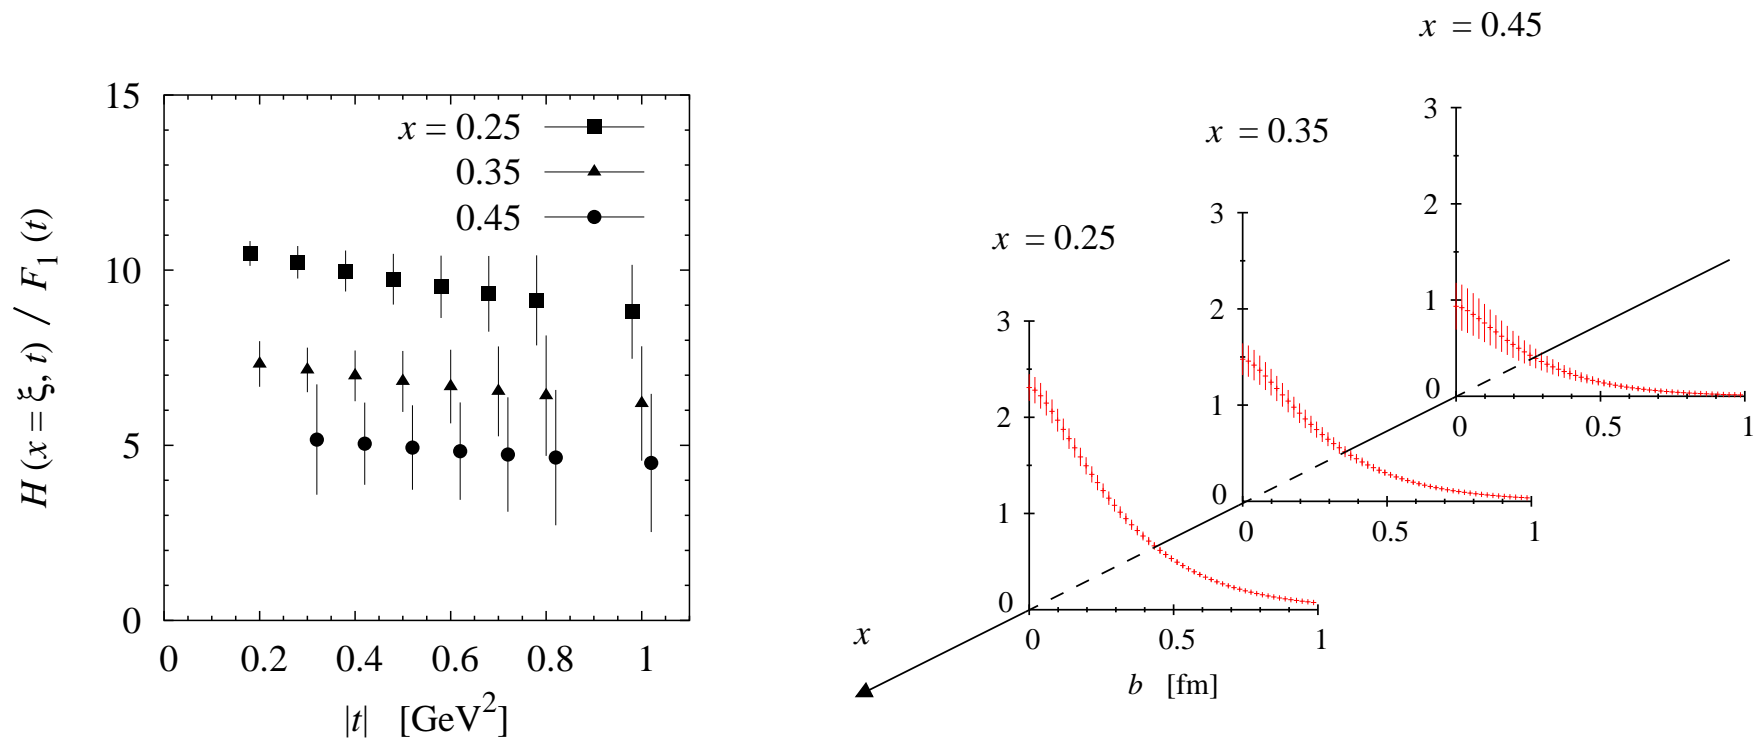 H (x = ξ, t) / F1 (t)
15
10
5
0
x = 0.25
0.35
0.45
0 0.2 0.4 0.6 0.8 1
|t| [GeV2]
x = 0.45
3
2
1
0
0 0.5 1
x = 0.35
3
2
1
0
0 0.5 1
x = 0.25
3
2
1
0
0 0.5 1
b [fm]
x